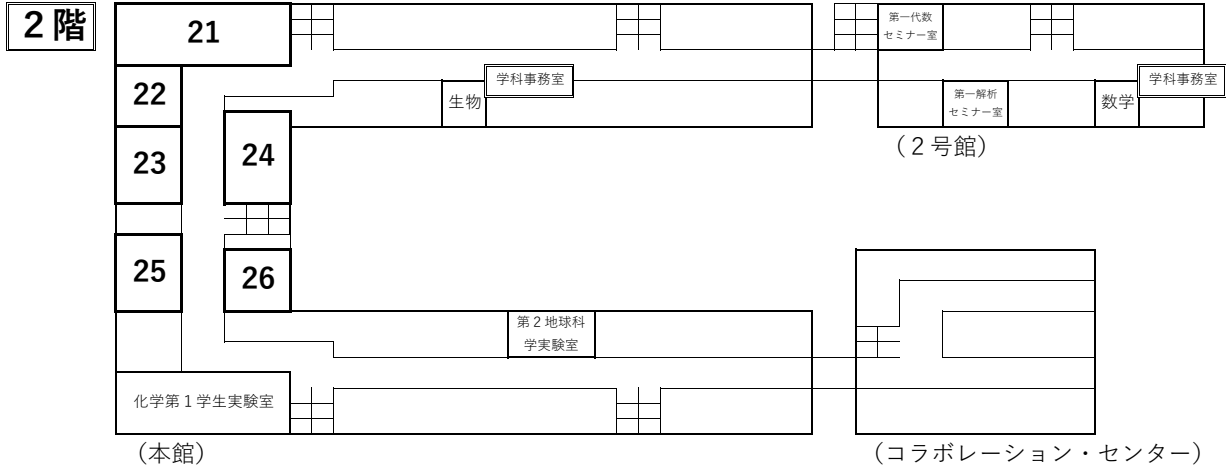 ２階
21
第一代数
セミナー室
学科事務室
学科事務室
22
生物
第一解析
セミナー室
数学
（２号館）
23
24
25
26
第２地球科
学実験室
化学第１学生実験室
（本館）
（コラボレーション・センター）